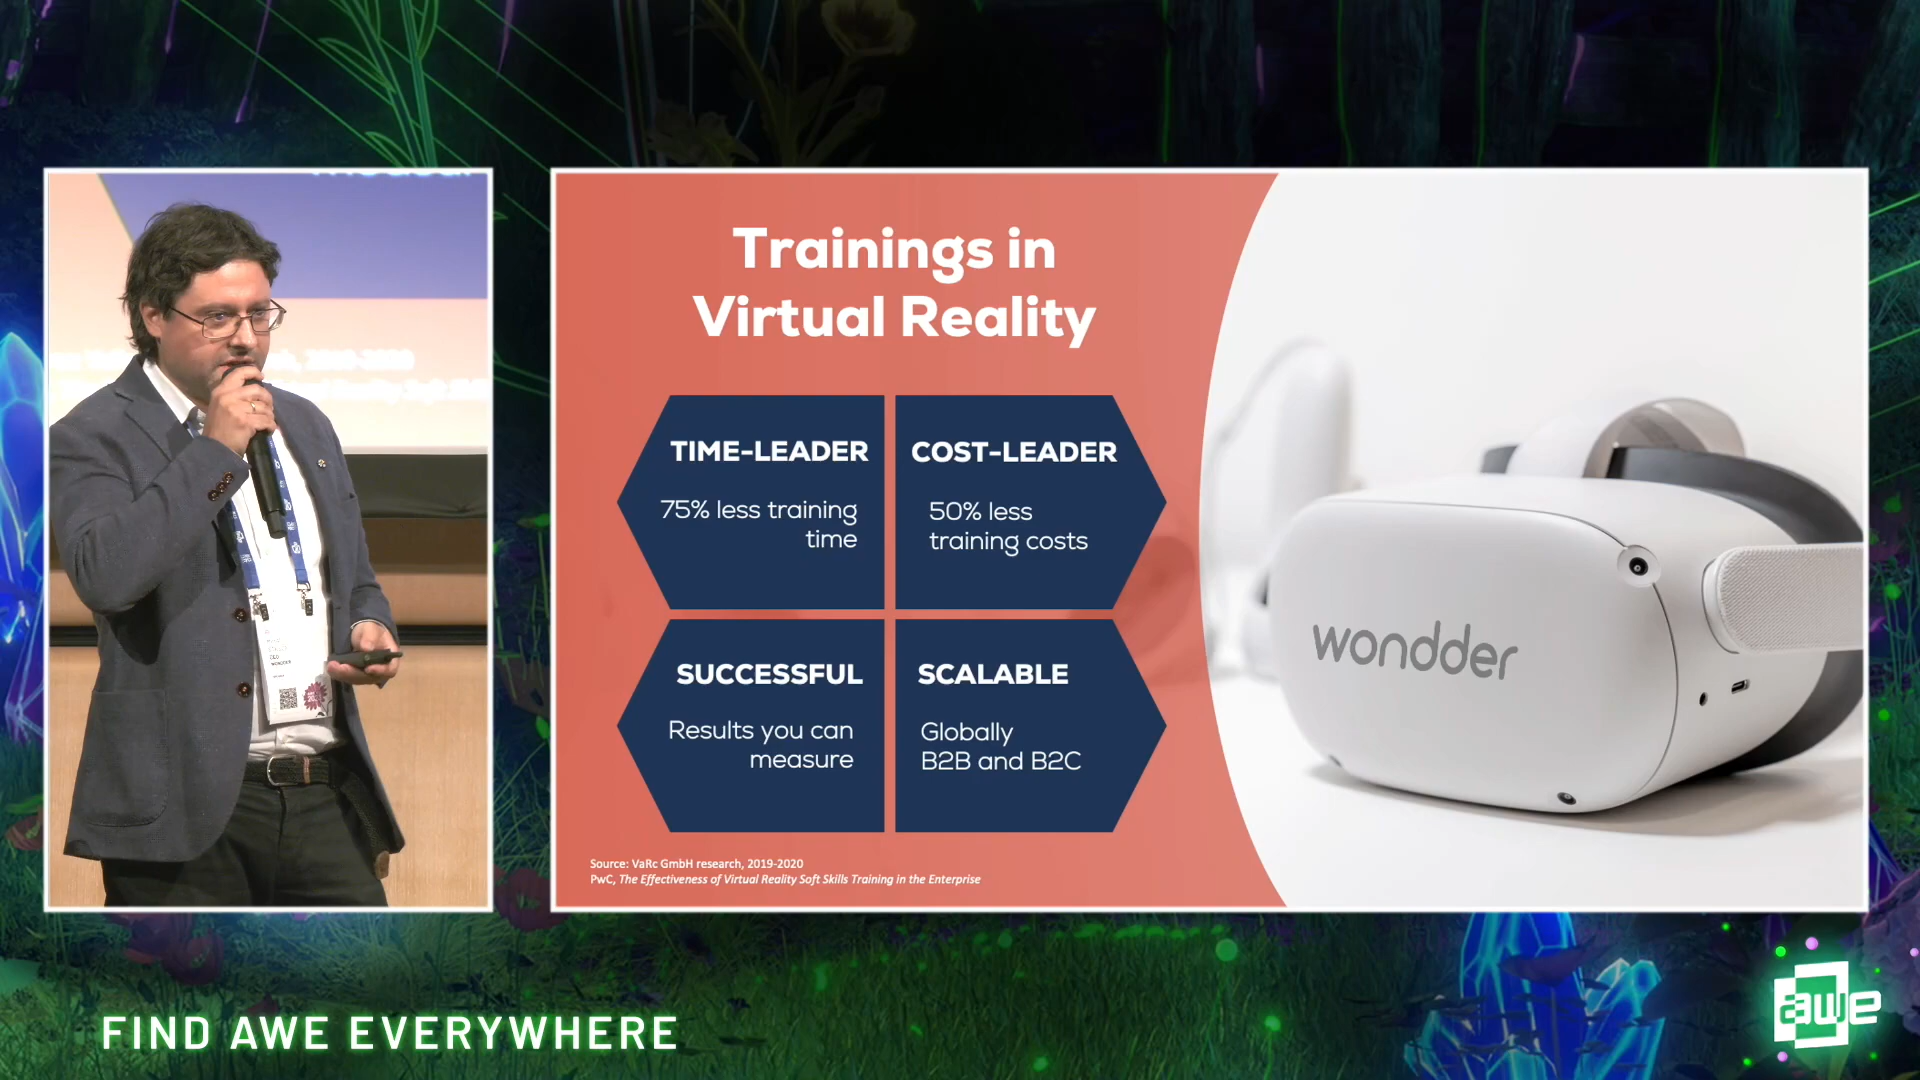 Trainings in
Virtual Reality
TIME-LEADER
75% less training
time
COST-LEADER
50% less
training costs
SUCCESSFUL
Results you can
measure
SCALABLE
Globally
B2B and B2C
wondder
Source: VaRc GmbH research, 2019-2020
PwC, The Effectiveness of Virtual Reality Soft Skills Training in the Enterprise
CEO
WONDDER
FIND AWE EVERYWHERE
awe